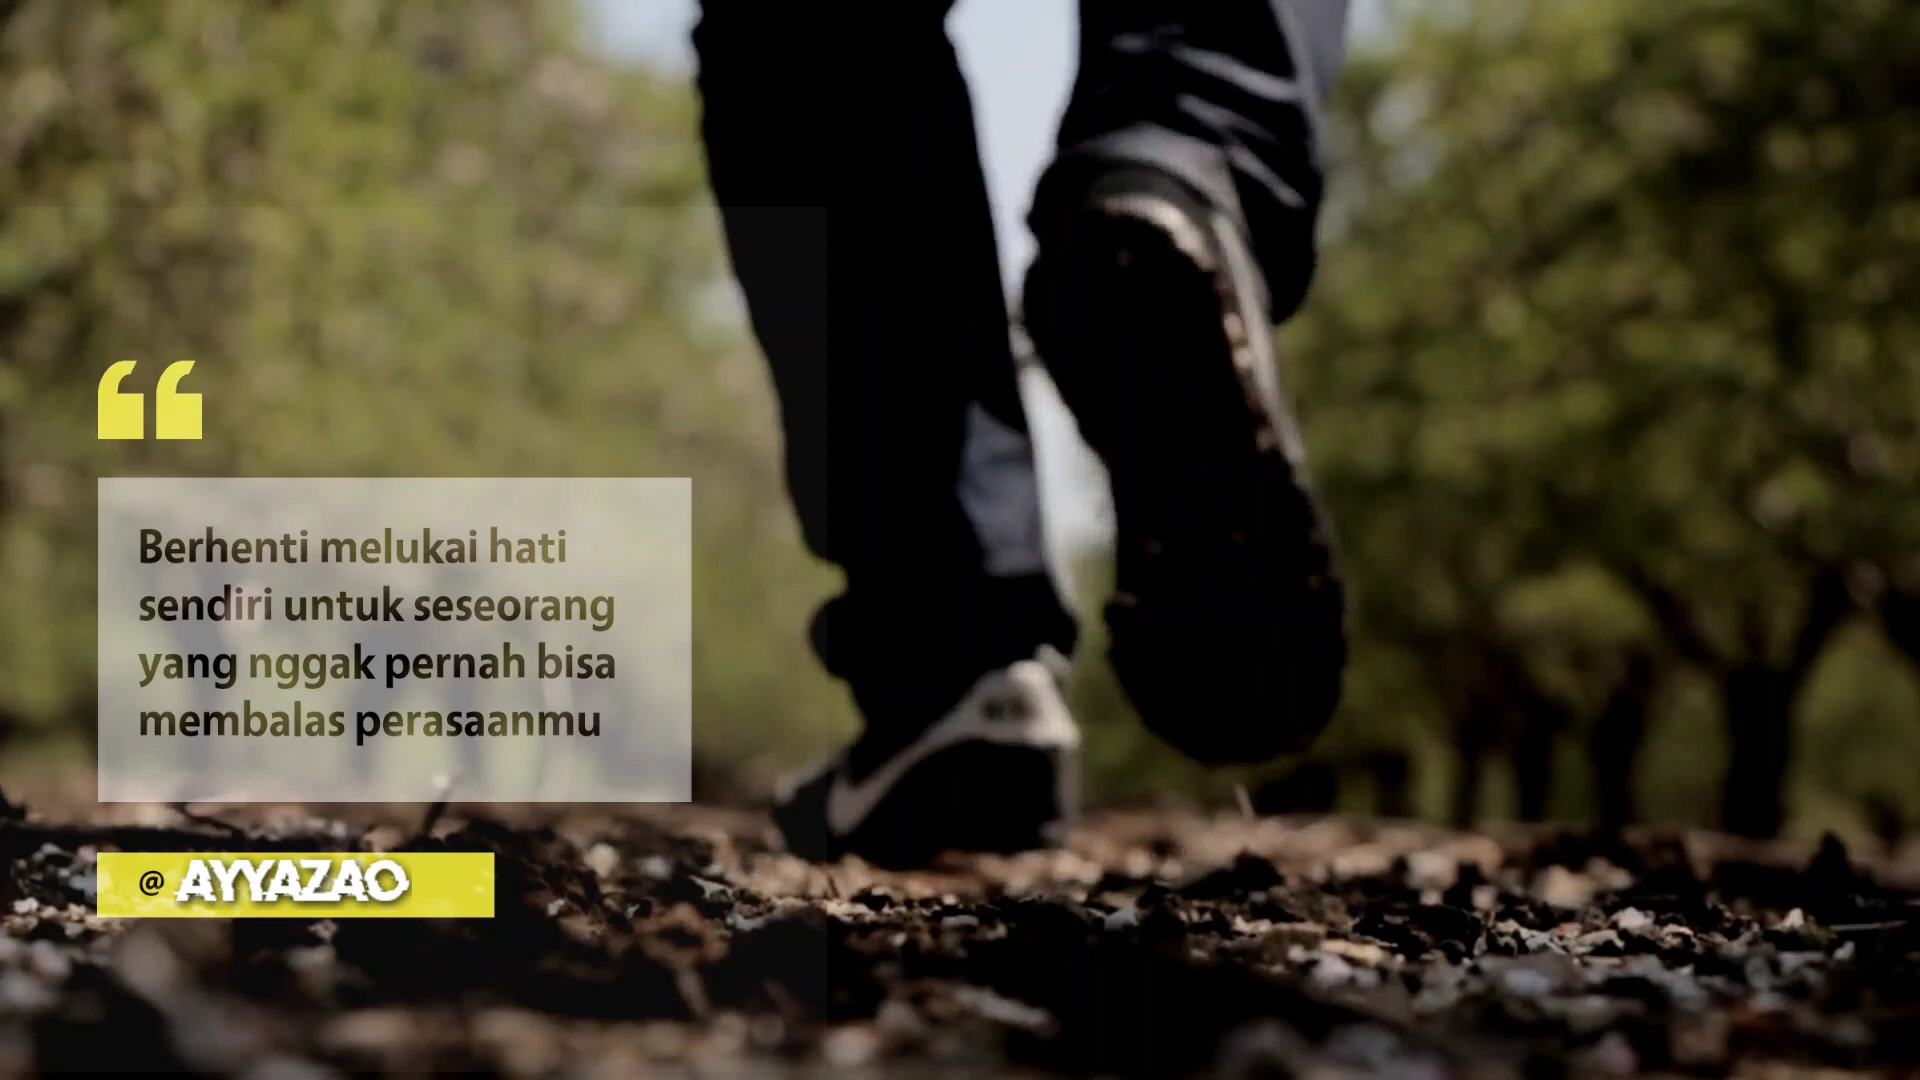 “
Berhenti melukai hati
sendiri untuk seseorang
yang nggak pernah bisa
membalas perasaanmu
@ AYYAZAO